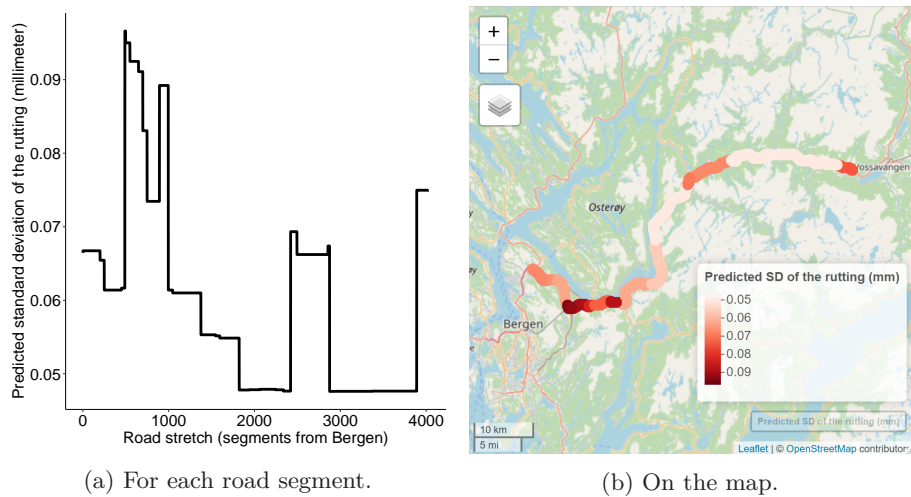 Predicted standard deviation of the rutting (millimeter)
0.09
0.08
0.07
0.06
0.05
0
1000
2000
3000
4000
Road stretch (segments from Bergen)
(a) For each road segment.
+
−
Osterøy
Vossavangen
Bergen
Predicted SD of the rutting (mm)
0.05
0.06
0.07
0.08
0.09
Predicted SD of the rutting (mm)
10 km
5 mi
Leaflet | © OpenStreetMap contributor
(b) On the map.